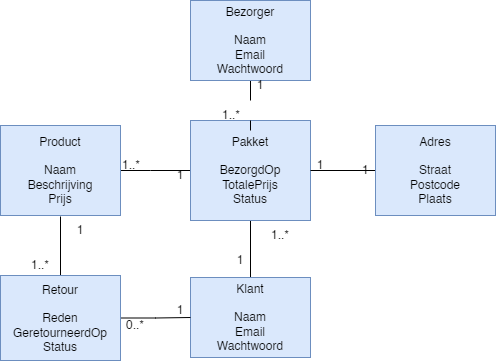 Bezorger
Naam
Email
Wachtwoord
1
1..*
Product
Naam
Beschrijving
Prijs
1..*
1
Pakket
BezorgdOp
TotalePrijs
Status
1
1
Adres
Straat
Postcode
Plaats
1
1..*
1..*
1
Retour
Reden
GeretourneerdOp
Status
1
0..*
Klant
Naam
Email
Wachtwoord